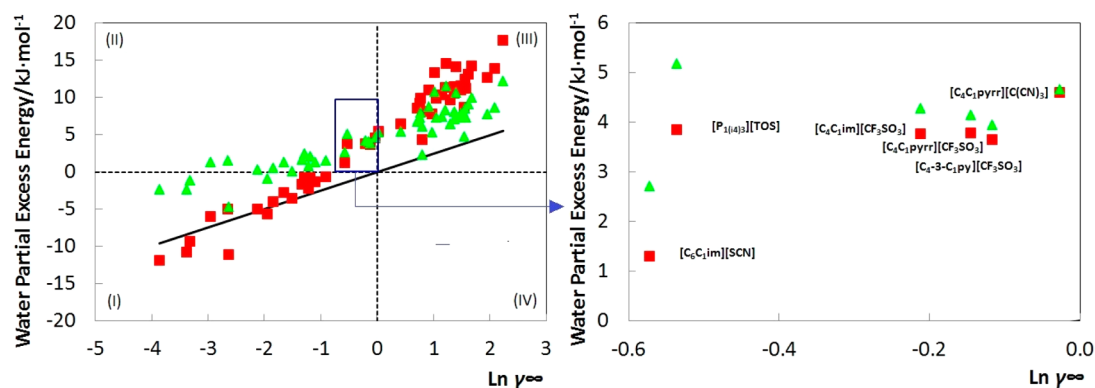 Water Partial Excess Energy/kJ·mol⁻¹
20
15
10
5
0
-5
-10
-15
-20
(II)
(III)
(I)
(IV)
-5
-4
-3
-2
-1
0
1
2
3
Ln γ∞
Water Partial Excess Energy/kJ·mol⁻¹
6
5
4
3
2
1
0
[C₄C₁pyrr][C(CN)₃]
[P₁₍ᵢ₄₎₃][TOS]
[C₄C₁im][CF₃SO₃]
[C₄C₁pyrr][CF₃SO₃]
[C₄-3-C₁py][CF₃SO₃]
[C₆C₁im][SCN]
-0.6
-0.4
-0.2
0.0
Ln γ∞